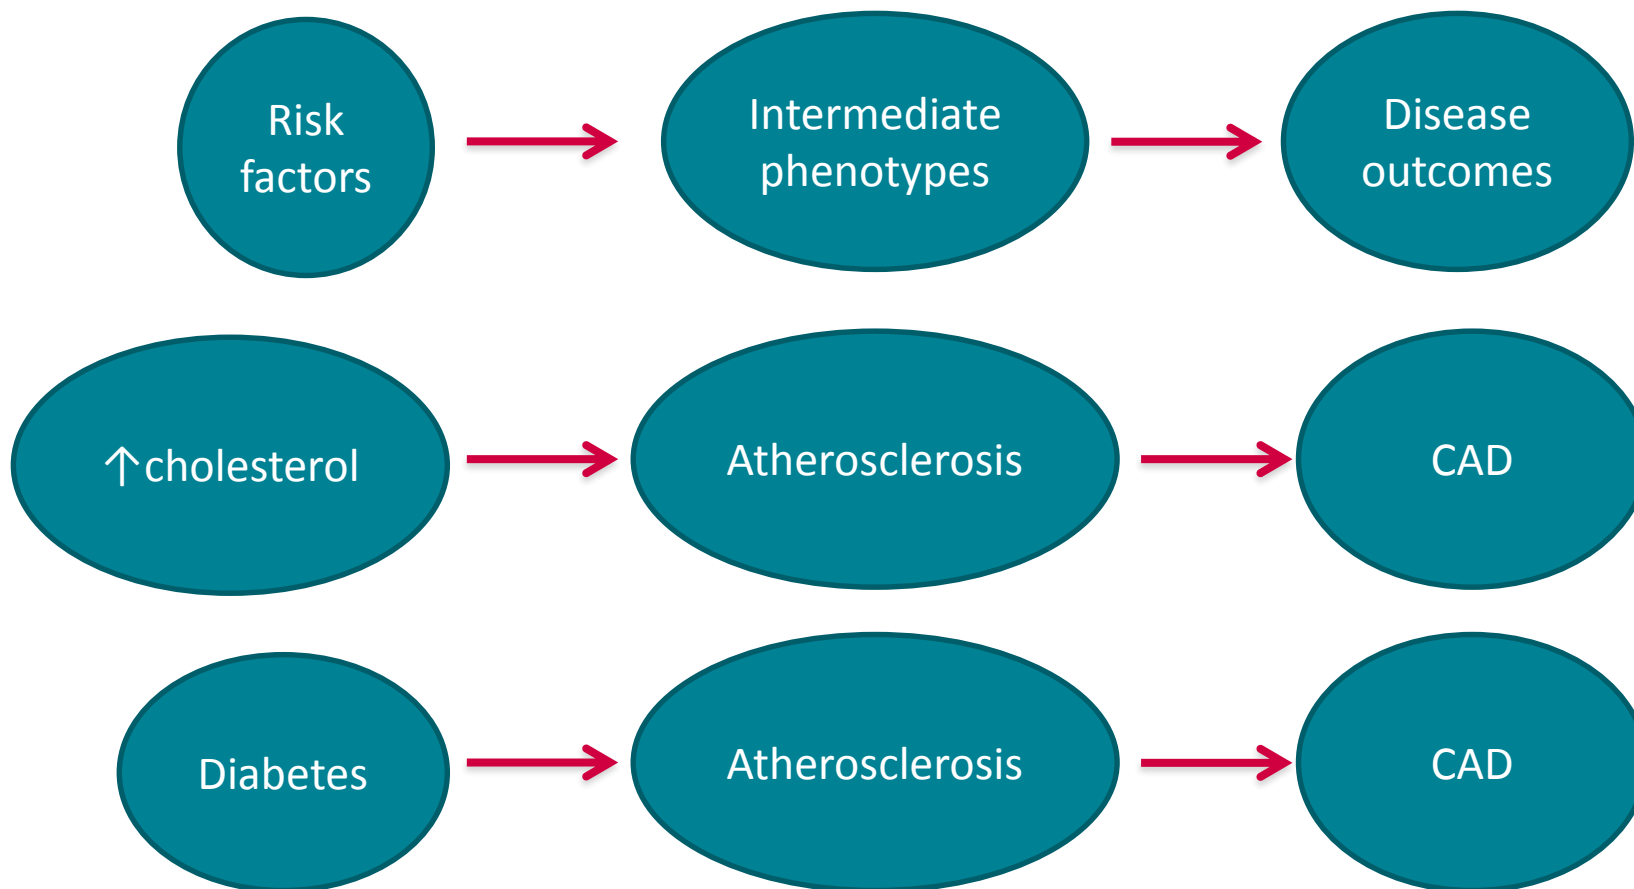 Risk
factors
Intermediate
phenotypes
Disease
outcomes
↑cholesterol
Atherosclerosis
CAD
Diabetes
Atherosclerosis
CAD